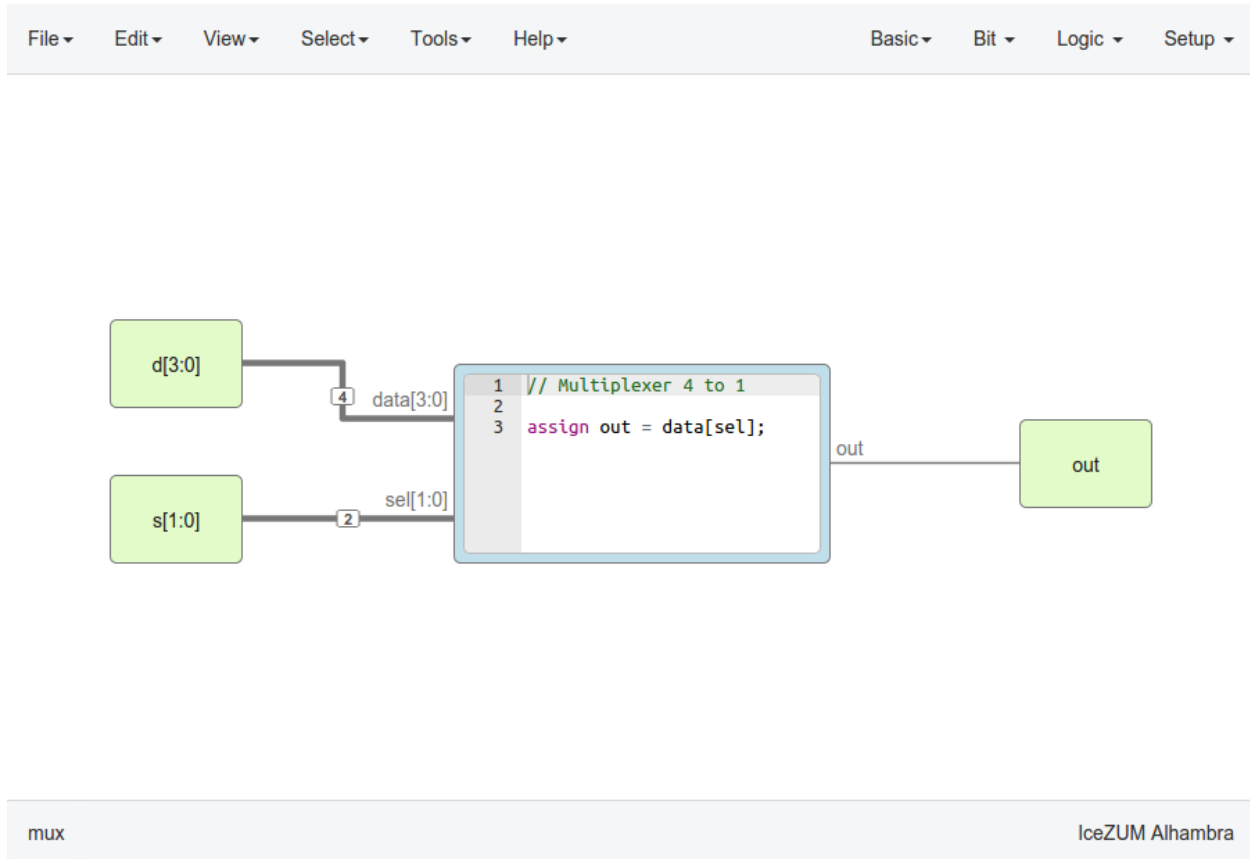 File Edit View Select Tools Help Basic Bit Logic Setup
d[3:0]
4
data[3:0]
1 // Multiplexer 4 to 1
2
3 assign out = data[sel];
out
out
s[1:0]
2
sel[1:0]
mux IceZUM Alhambra